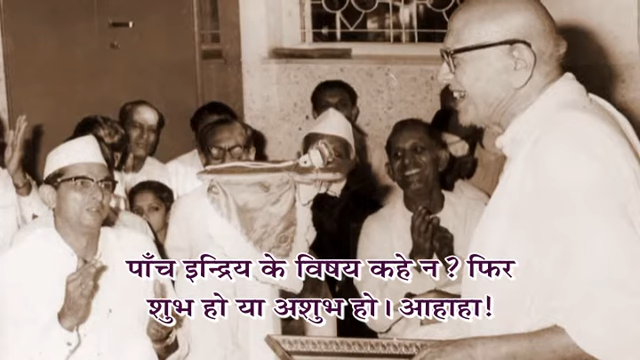 पाँच इन्द्रिय के विषय कहे न? फिर
शुभ हो या अशुभ हो। आहाहा!